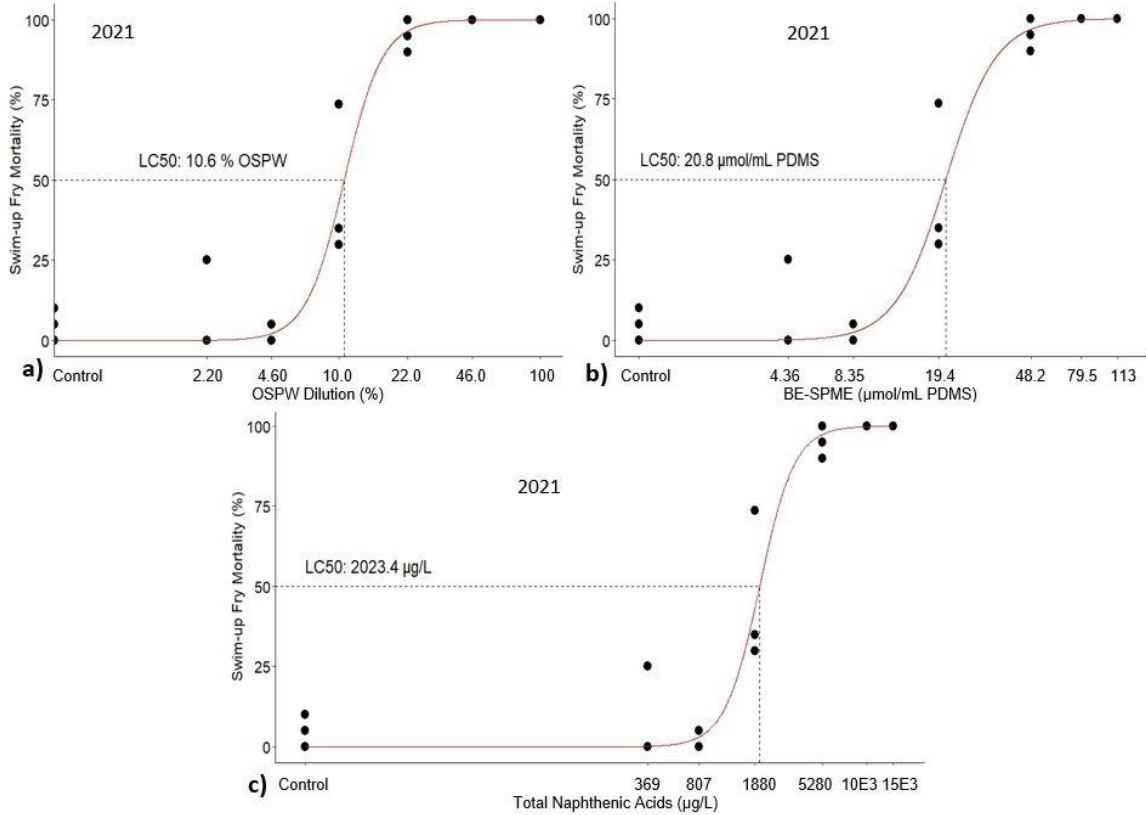 2021
Swim-up Fry Mortality (%)
100
75
50
25
0
LC50: 10.6 % OSPW
a)
Control 2.20 4.60 10.0 22.0 46.0 100
OSPW Dilution (%)
2021
Swim-up Fry Mortality (%)
100
75
50
25
0
LC50: 20.8 µmol/mL PDMS
b)
Control 4.36 8.35 19.4 48.2 79.5 113
BE-SPME (µmol/mL PDMS)
2021
Swim-up Fry Mortality (%)
100
75
50
25
0
LC50: 2023.4 µg/L
c)
Control 369 807 1880 5280 10E3 15E3
Total Naphthenic Acids (µg/L)